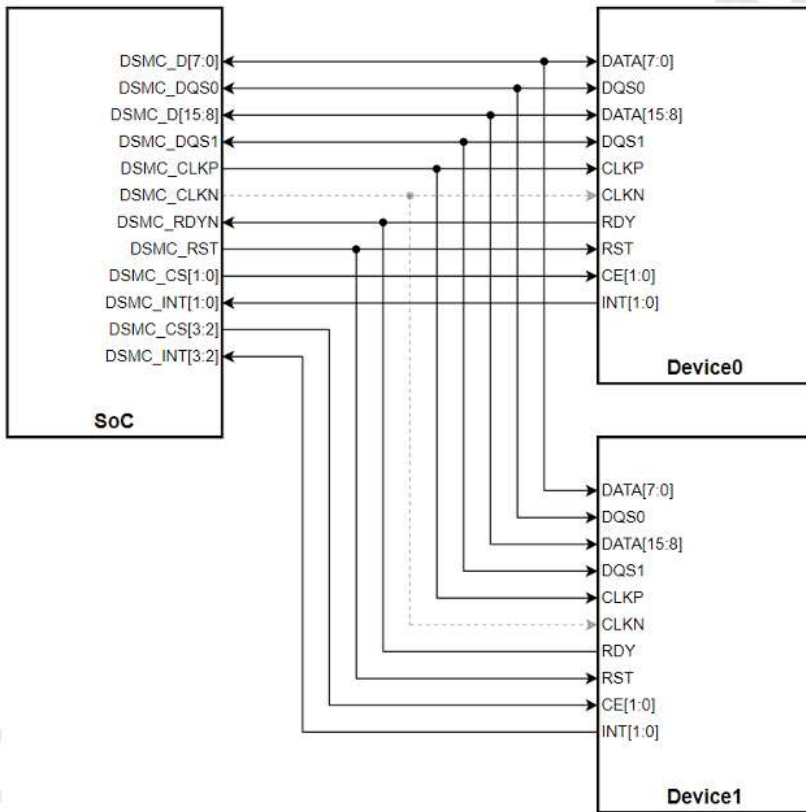 DSMC_D[7:0]
DSMC_DQS0
DSMC_D[15:8]
DSMC_DQS1
DSMC_CLKP
DSMC_CLKN
DSMC_RDYN
DSMC_RST
DSMC_CS[1:0]
DSMC_INT[1:0]
DSMC_CS[3:2]
DSMC_INT[3:2]
SoC
DATA[7:0]
DQS0
DATA[15:8]
DQS1
CLKP
CLKN
RDY
RST
CE[1:0]
INT[1:0]
Device0
DATA[7:0]
DQS0
DATA[15:8]
DQS1
CLKP
CLKN
RDY
RST
CE[1:0]
INT[1:0]
Device1